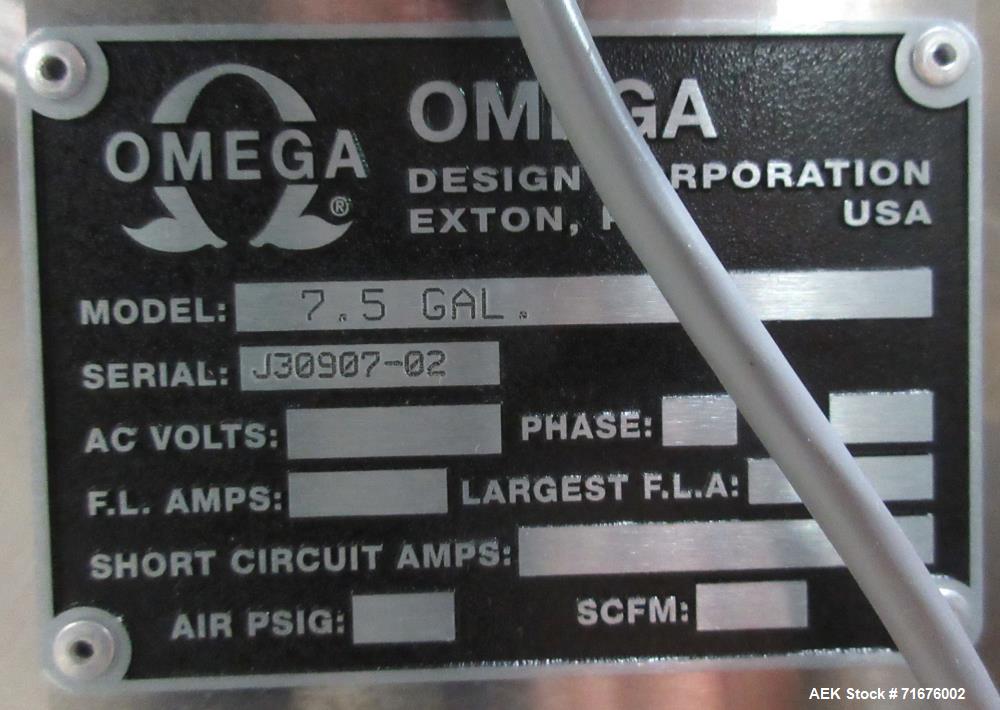 OMEGA
®
OMEGA
DESIGN CORPORATION
EXTON, USA
MODEL: 7.5 GAL.
SERIAL: J30907-02
AC VOLTS: PHASE:
F.L. AMPS: LARGEST F.L.A:
SHORT CIRCUIT AMPS:
AIR PSIG: SCFM:
AEK Stock # 71676002